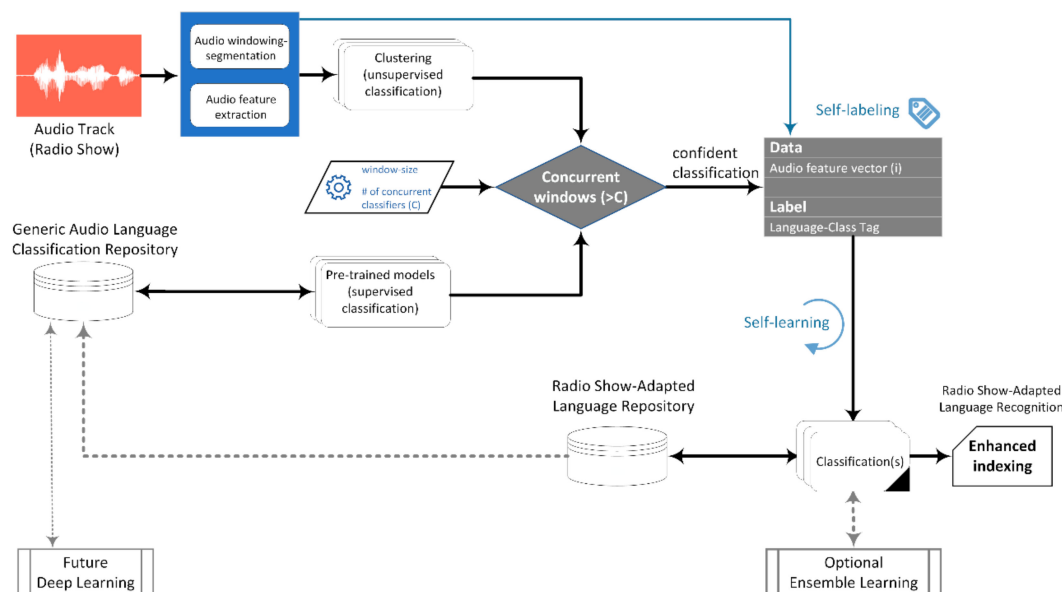 Audio windowing-
segmentation
Audio feature
extraction
Audio Track
(Radio Show)
Clustering
(unsupervised
classification)
Self-labeling
window-size
# of concurrent
classifiers (C)
Concurrent
windows (>C)
confident
classification
Data
Audio feature vector (i)
Label
Language-Class Tag
Generic Audio Language
Classification Repository
Pre-trained models
(supervised
classification)
Self-learning
Radio Show-Adapted
Language Repository
Classification(s)
Radio Show-Adapted
Language Recognition
Enhanced
indexing
Future
Deep Learning
Optional
Ensemble Learning